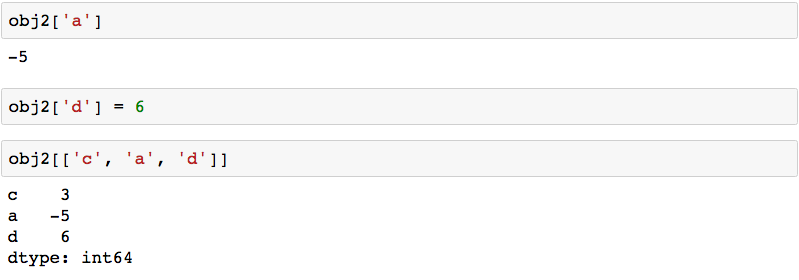 obj2['a']
-5
obj2['d'] = 6
obj2[['c', 'a', 'd']]
c    3
a   -5
d    6
dtype: int64